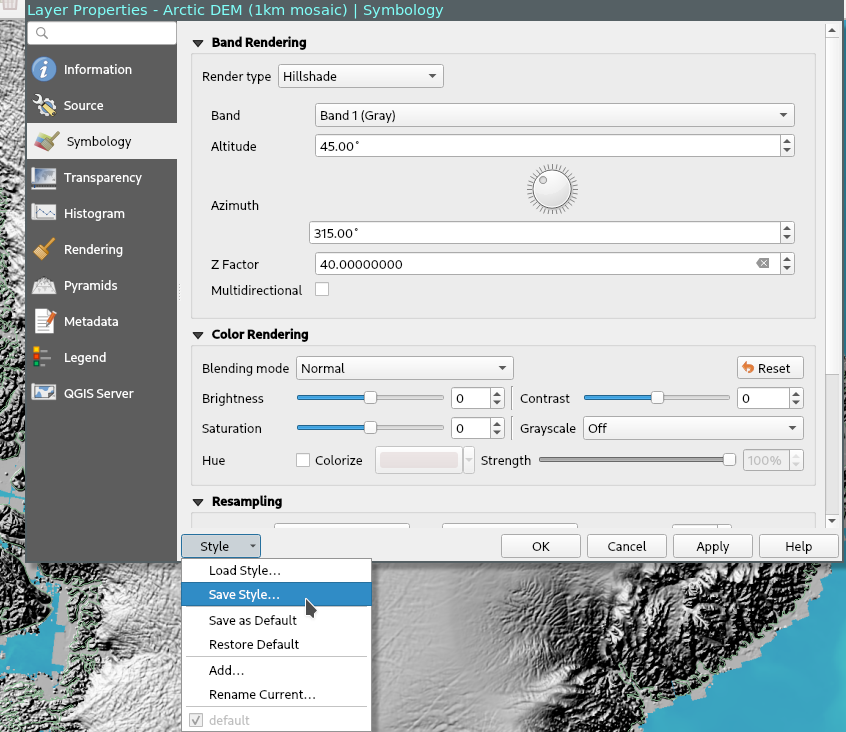 Layer Properties - Arctic DEM (1km mosaic) | Symbology
Information
Source
Symbology
Transparency
Histogram
Rendering
Pyramids
Metadata
Legend
QGIS Server
Band Rendering
Render type Hillshade
Band Band 1 (Gray)
Altitude 45.00°
Azimuth
315.00°
Z Factor 40.00000000
Multidirectional
Color Rendering
Blending mode Normal Reset
Brightness 0 Contrast 0
Saturation 0 Grayscale Off
Hue Colorize Strength 100%
Resampling
Style OK Cancel Apply Help
Load Style…
Save Style…
Save as Default
Restore Default
Add…
Rename Current…
default